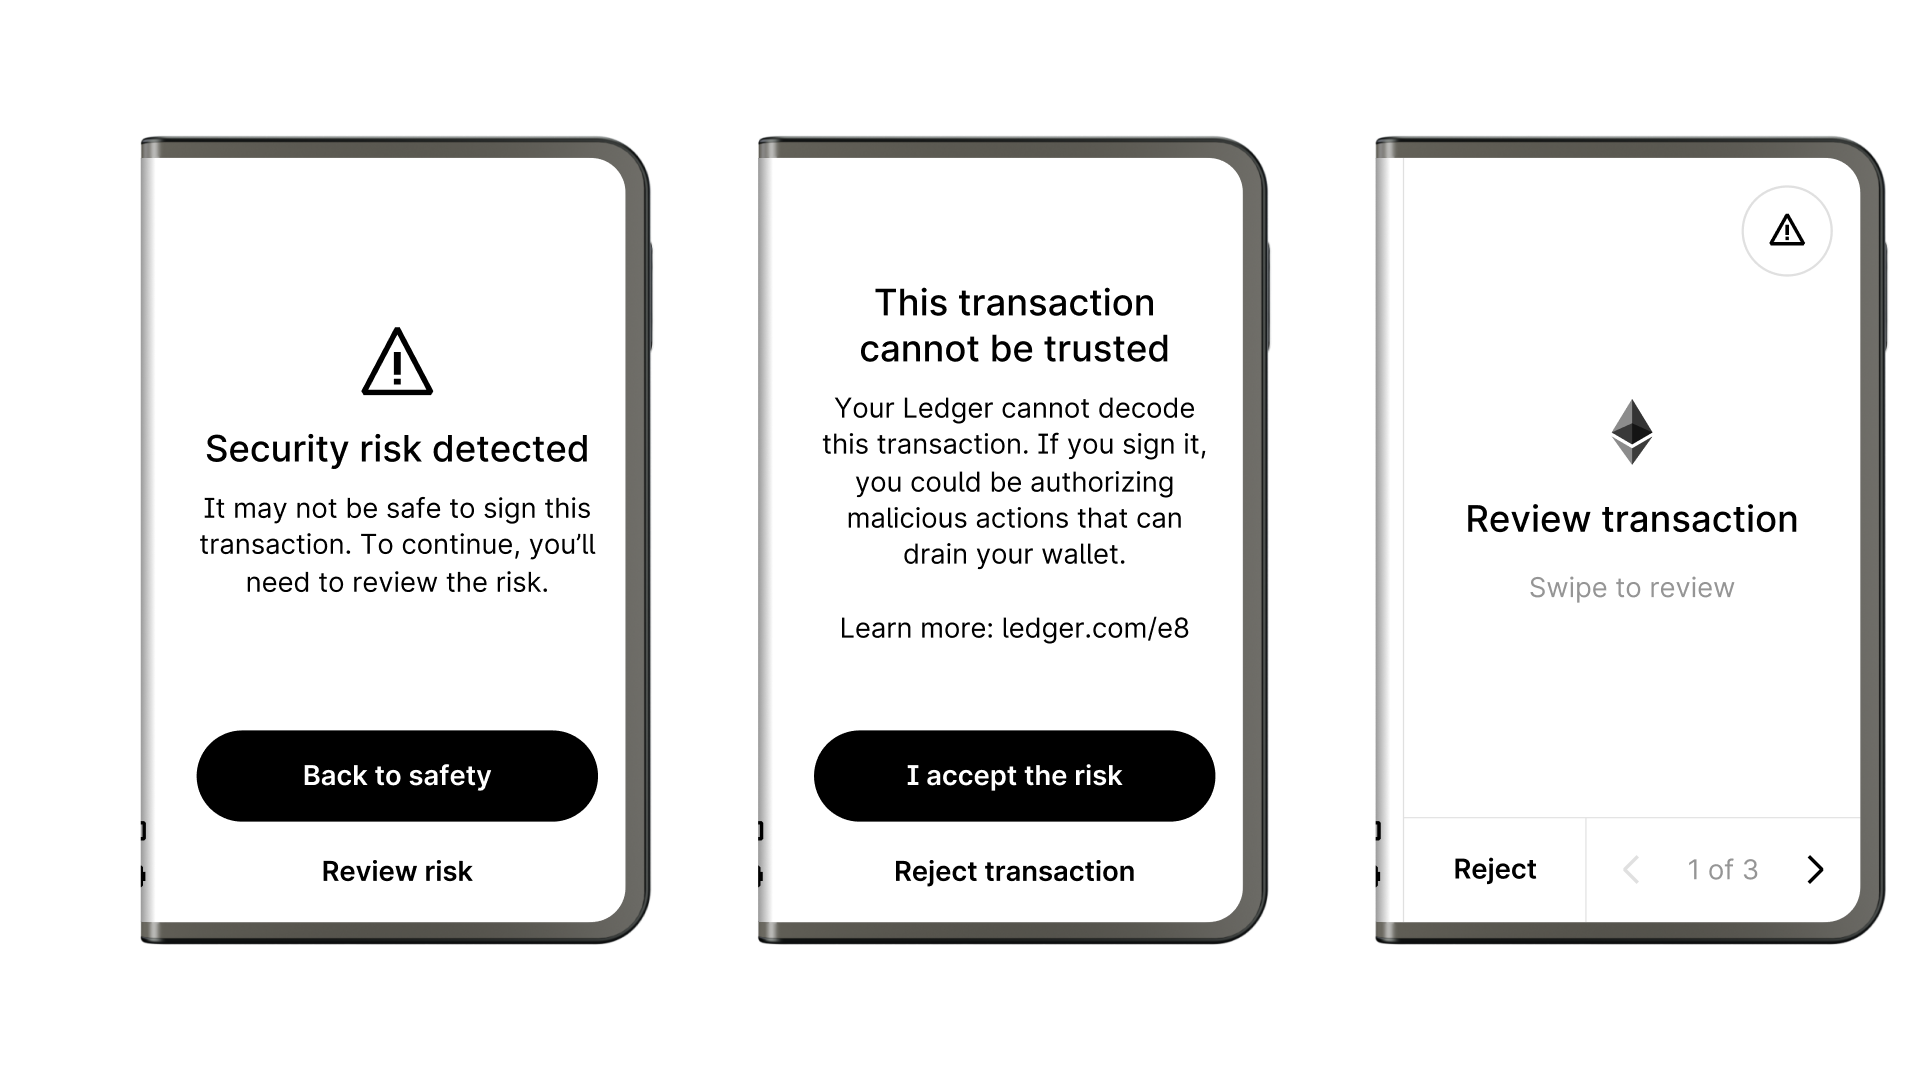 Security risk detected
It may not be safe to sign this
transaction. To continue, you’ll
need to review the risk.
Back to safety
Review risk
This transaction
cannot be trusted
Your Ledger cannot decode
this transaction. If you sign it,
you could be authorizing
malicious actions that can
drain your wallet.
Learn more: ledger.com/e8
I accept the risk
Reject transaction
Review transaction
Swipe to review
Reject
1 of 3